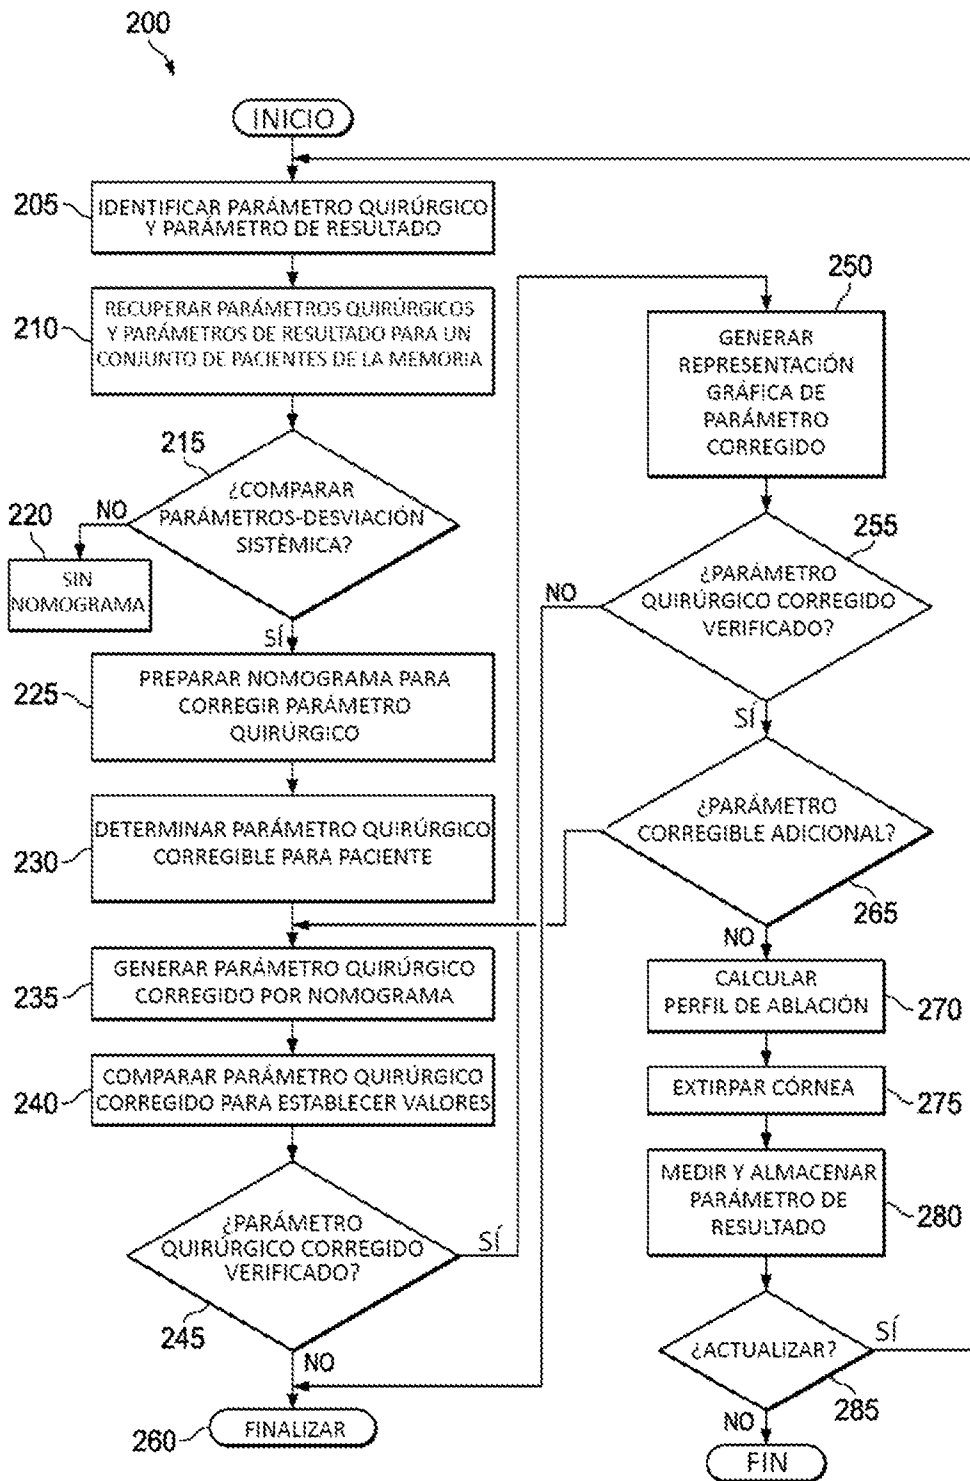 200
INICIO
205
IDENTIFICAR PARÁMETRO QUIRÚRGICO
Y PARÁMETRO DE RESULTADO
210
RECUPERAR PARÁMETROS QUIRÚRGICOS
Y PARÁMETROS DE RESULTADO PARA UN
CONJUNTO DE PACIENTES DE LA MEMORIA
215
¿COMPARAR
PARÁMETROS-DESVIACIÓN
SISTÉMICA?
NO
220
SIN
NOMOGRAMA
SÍ
225
PREPARAR NOMOGRAMA PARA
CORREGIR PARÁMETRO
QUIRÚRGICO
230
DETERMINAR PARÁMETRO QUIRÚRGICO
CORREGIBLE PARA PACIENTE
235
GENERAR PARÁMETRO QUIRÚRGICO
CORREGIDO POR NOMOGRAMA
240
COMPARAR PARÁMETRO QUIRÚRGICO
CORREGIDO PARA ESTABLECER VALORES
¿PARÁMETRO
QUIRÚRGICO CORREGIDO
VERIFICADO?
SÍ
245
NO
260
FINALIZAR
250
GENERAR
REPRESENTACIÓN
GRÁFICA DE
PARÁMETRO
CORREGIDO
255
¿PARÁMETRO
QUIRÚRGICO CORREGIDO
VERIFICADO?
NO
SÍ
¿PARÁMETRO
CORREGIBLE ADICIONAL?
265
NO
CALCULAR
PERFIL DE ABLACIÓN
270
EXTIRPAR CÓRNEA
275
MEDIR Y ALMACENAR
PARÁMETRO DE
RESULTADO
280
¿ACTUALIZAR?
SÍ
285
NO
FIN